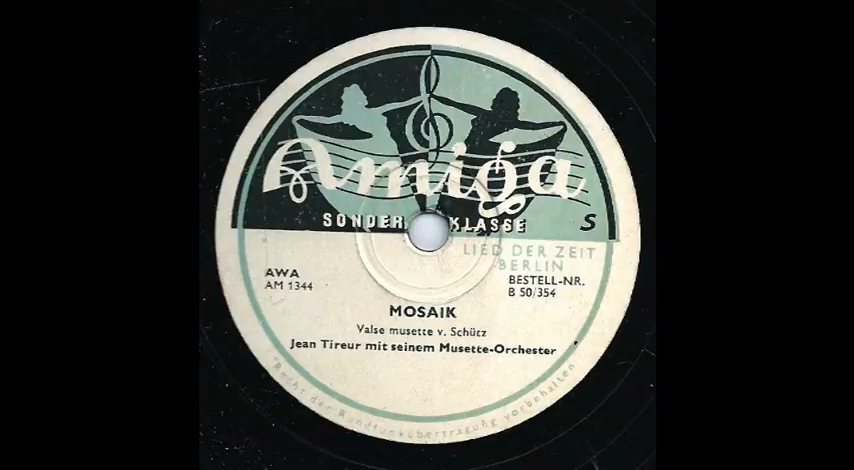 Amiga
SONDER KLASSE S
LIED DER ZEIT
BERLIN
AWA
AM 1344
BESTELL-NR.
B 50/354
MOSAIK
Valse musette v. Schütz
Jean Tireur mit seinem Musette-Orchester
Recht der Rundfunkübertragung vorbehalten